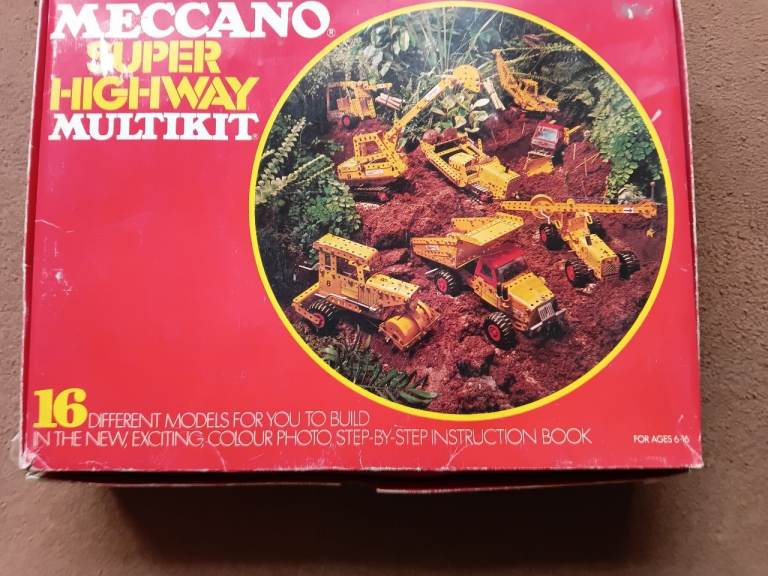 MECCANO®
SUPER
HIGHWAY
MULTIKIT
16 DIFFERENT MODELS FOR YOU TO BUILD
IN THE NEW, EXCITING, COLOUR PHOTO, STEP-BY-STEP INSTRUCTION BOOK
FOR AGES 6-16